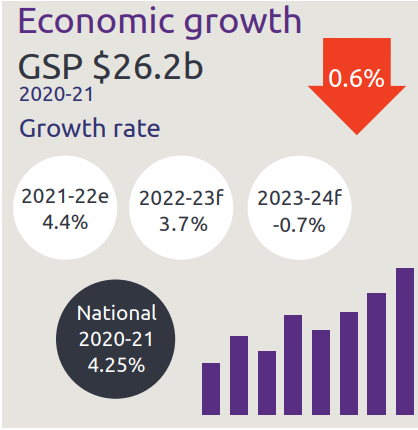 Economic growth
GSP $26.2b
2020-21
0.6%
Growth rate
2021-22e
4.4%
2022-23f
3.7%
2023-24f
-0.7%
National
2020-21
4.25%